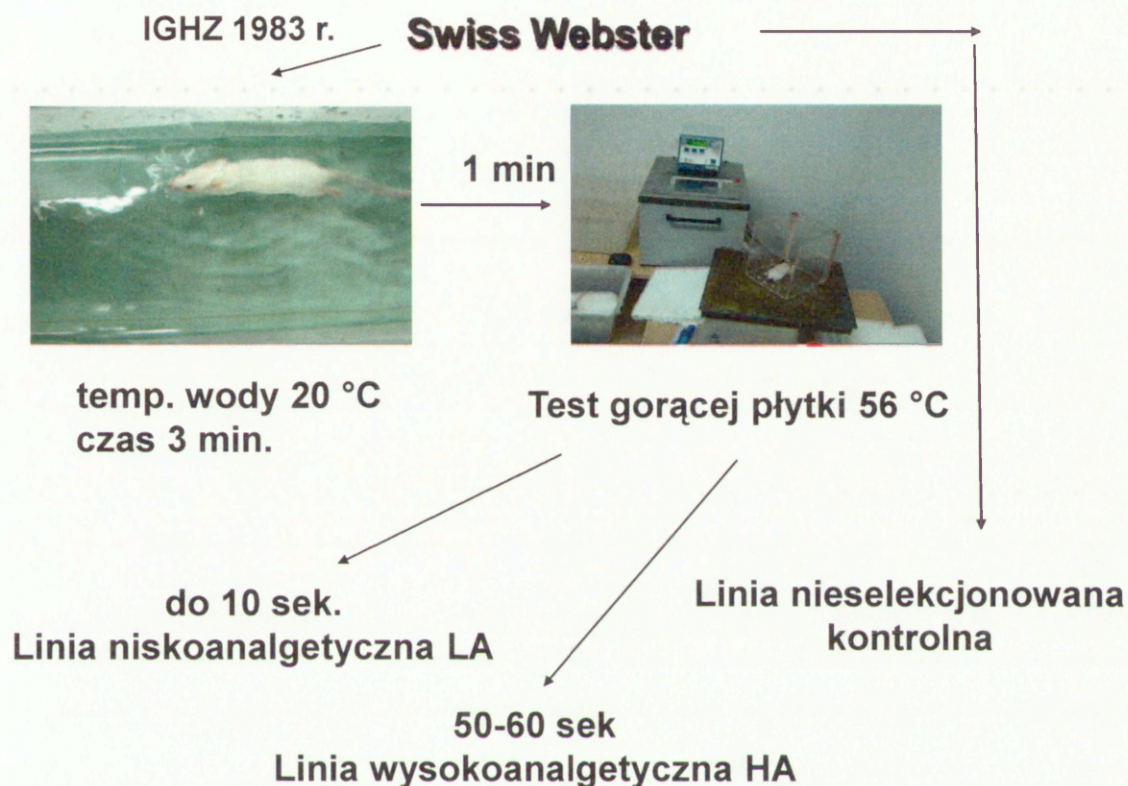 IGHZ 1983 r.
Swiss Webster
1 min
temp. wody 20 °C
czas 3 min.
Test gorącej płytki 56 °C
do 10 sek.
Linia niskoanalgetyczna LA
Linia nieselekcjonowana
kontrolna
50-60 sek
Linia wysokoanalgetyczna HA